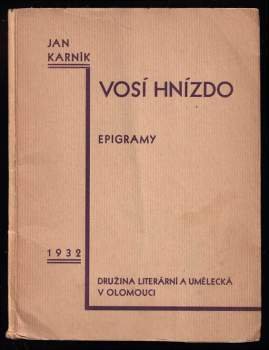 JAN
KARNÍK
VOSÍ HNÍZDO
EPIGRAMY
1932
DRUŽINA LITERÁRNÍ A UMĚLECKÁ
V OLOMOUCI